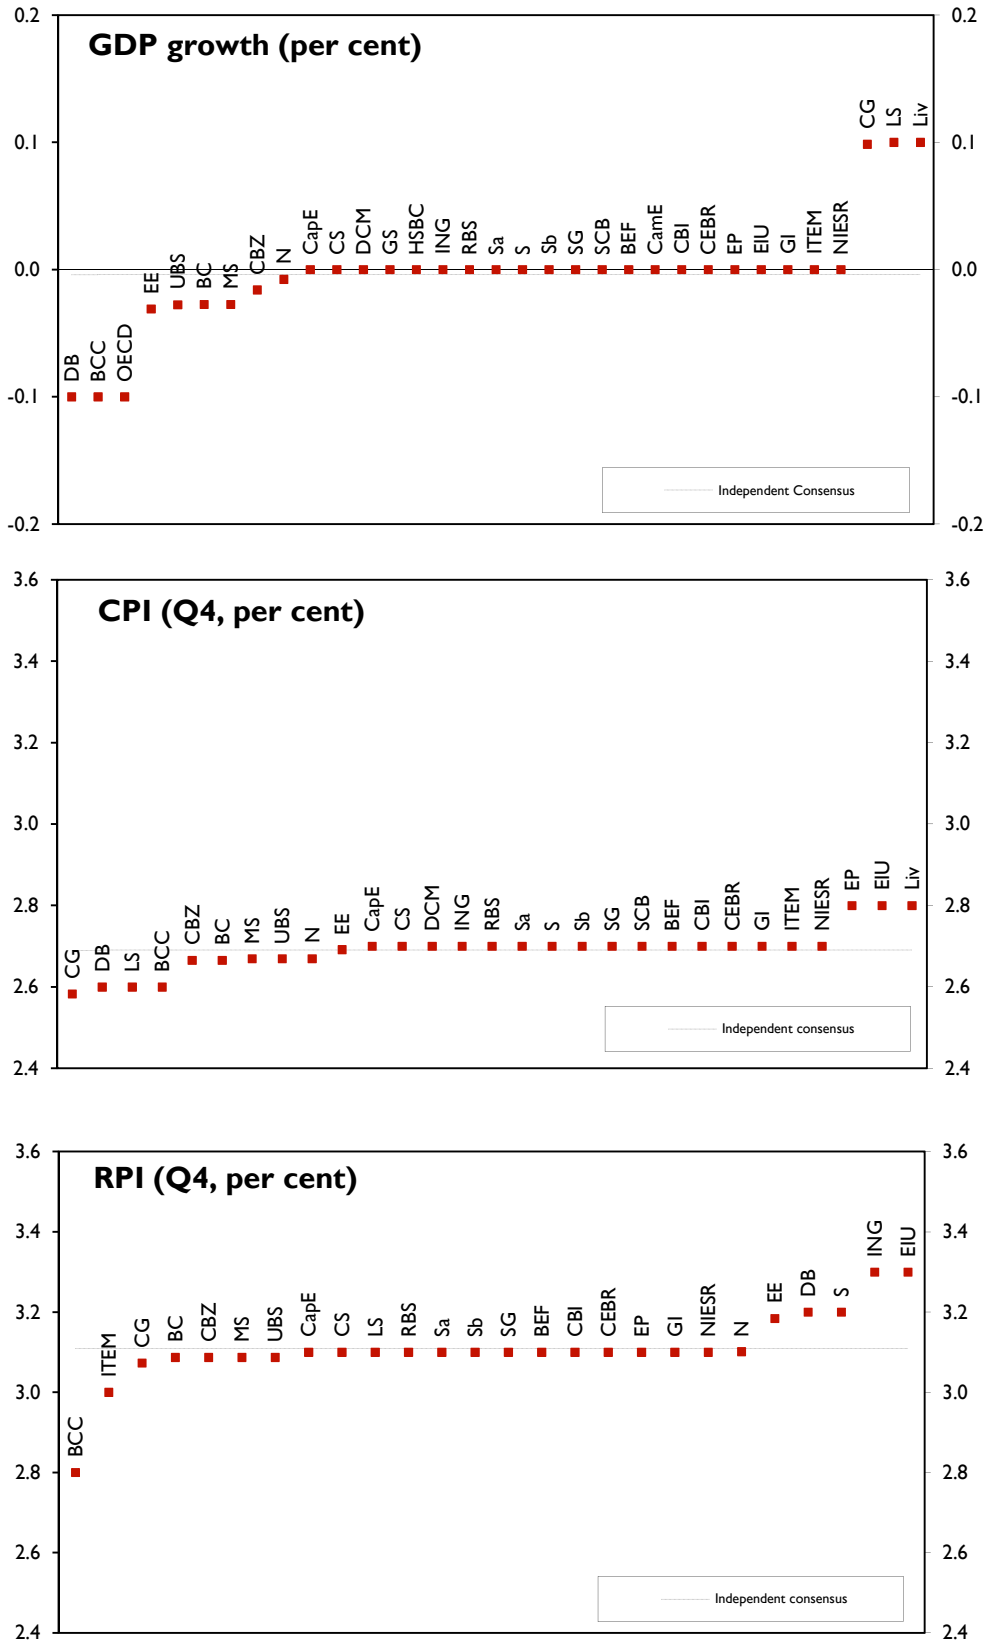 GDP growth (per cent)
0.2 0.2
0.1 0.1
0.0 0.0
-0.1 -0.1
-0.2 -0.2
DB BCC OECD EE UBS BC MS CBZ N CapE CS DCM GS HSBC ING RBS Sa S Sb SG SCB BEF CamE CBI CEBR EP EIU GI ITEM NIESR CG LS Liv
Independent Consensus
CPI (Q4, per cent)
3.6 3.6
3.4 3.4
3.2 3.2
3.0 3.0
2.8 2.8
2.6 2.6
2.4 2.4
CG DB LS BCC CBZ BC MS UBS N EE CapE CS DCM ING RBS Sa S Sb SG SCB BEF CBI CEBR GI ITEM NIESR EP EIU Liv
Independent consensus
RPI (Q4, per cent)
3.6 3.6
3.4 3.4
3.2 3.2
3.0 3.0
2.8 2.8
2.6 2.6
2.4 2.4
BCC ITEM CG BC CBZ MS UBS CapE CS LS RBS Sa Sb SG BEF CBI CEBR EP GI NIESR N EE DB S ING EIU
Independent consensus